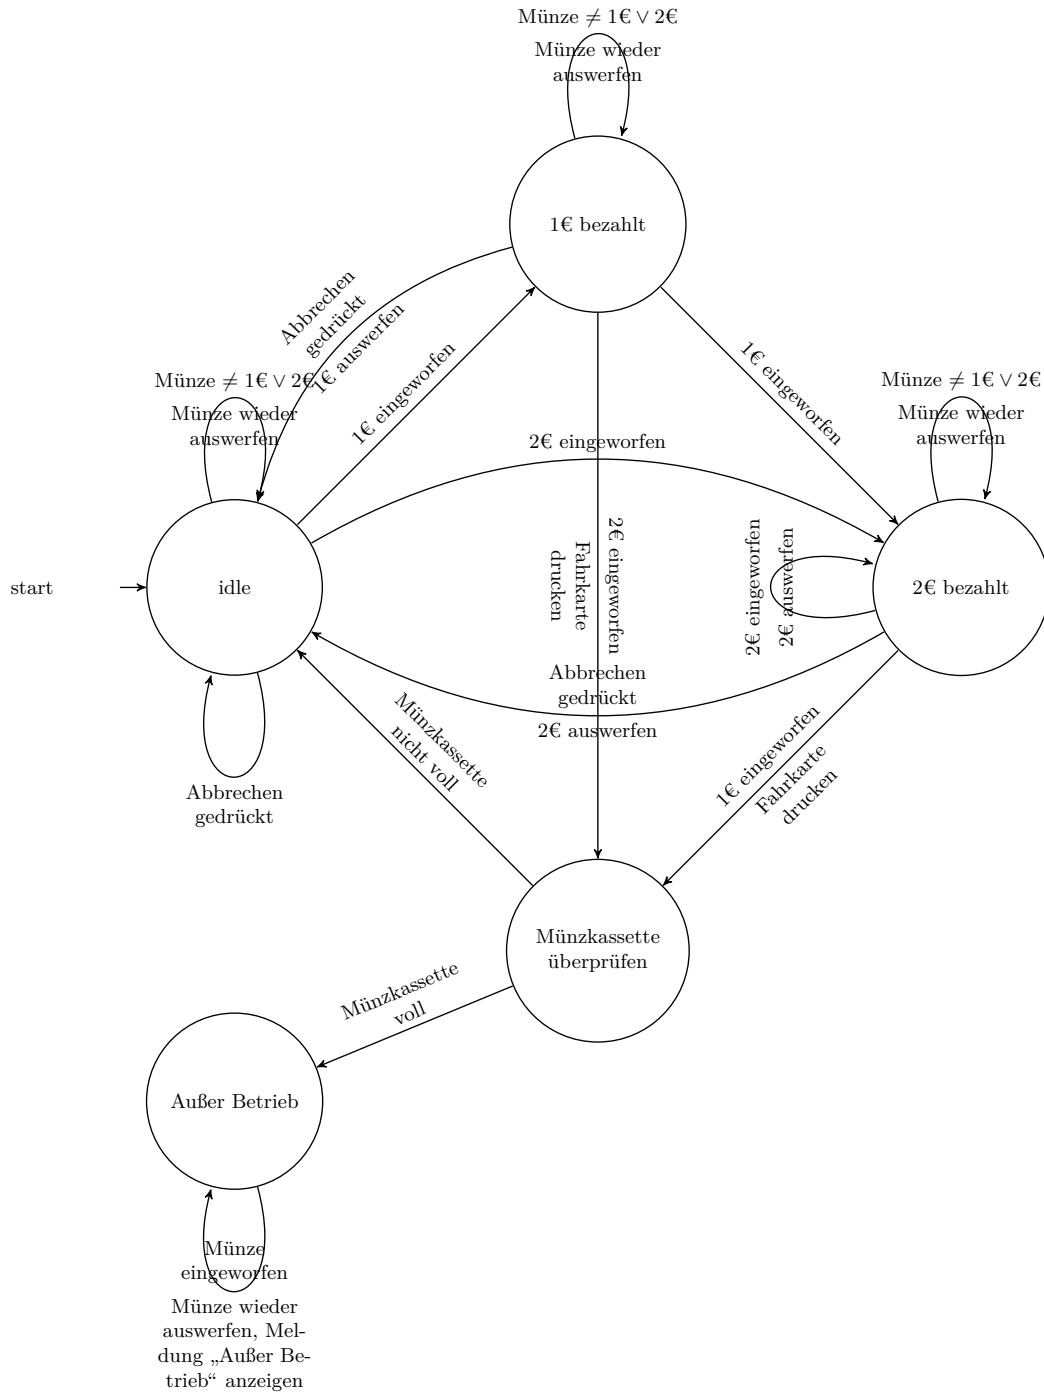 Münze ≠ 1€ ∨ 2€
Münze wieder
auswerfen
1€ bezahlt
Abbrechen
gedrückt
1€ auswerfen
1€ eingeworfen
1€ eingeworfen
Münze ≠ 1€ ∨ 2€
Münze wieder
auswerfen
Münze ≠ 1€ ∨ 2€
Münze wieder
auswerfen
2€ eingeworfen
start
idle
2€ eingeworfen
Fahrkarte
drucken
2€ eingeworfen
2€ auswerfen
2€ bezahlt
Abbrechen
gedrückt
2€ auswerfen
Münzkassette
nicht voll
1€ eingeworfen
Fahrkarte
drucken
Abbrechen
gedrückt
Münzkassette
überprüfen
Münzkassette
voll
Außer Betrieb
Münze
eingeworfen
Münze wieder
auswerfen, Mel-
dung „Außer Be-
trieb“ anzeigen